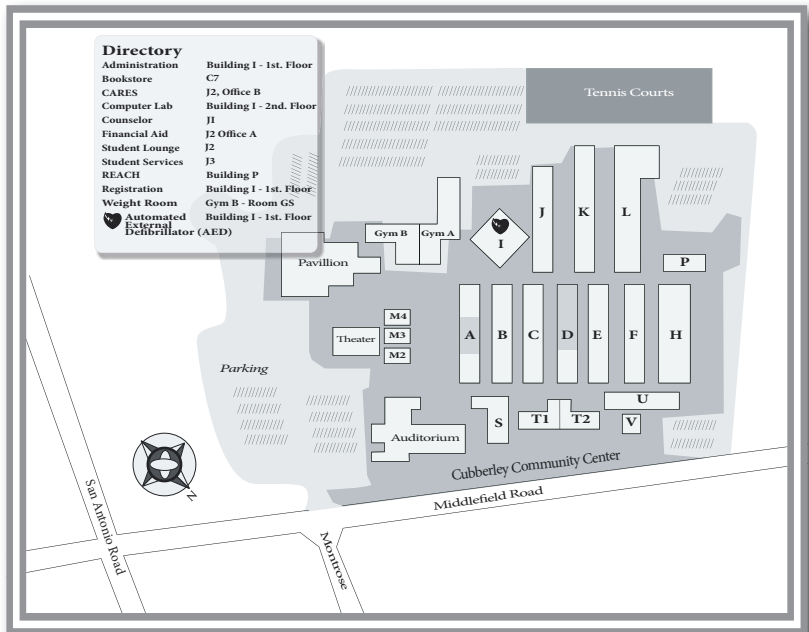 Directory
Administration Building I - 1st. Floor
Bookstore C7
CARES J2, Office B
Computer Lab Building I - 2nd. Floor
Counselor JI
Financial Aid J2 Office A
Student Lounge J2
Student Services J3
REACH Building P
Registration Building I - 1st. Floor
Weight Room Gym B - Room GS
Automated Building I - 1st. Floor
External
Defibrillator (AED)
Tennis Courts
J K L
Gym B Gym A
I
Pavillion
P
M4
M3
M2
Theater
A B C D E F H
Parking
U
S T1 T2 V
Auditorium
Cubberley Community Center
Middlefield Road
N
San Antonio Road
Montrose